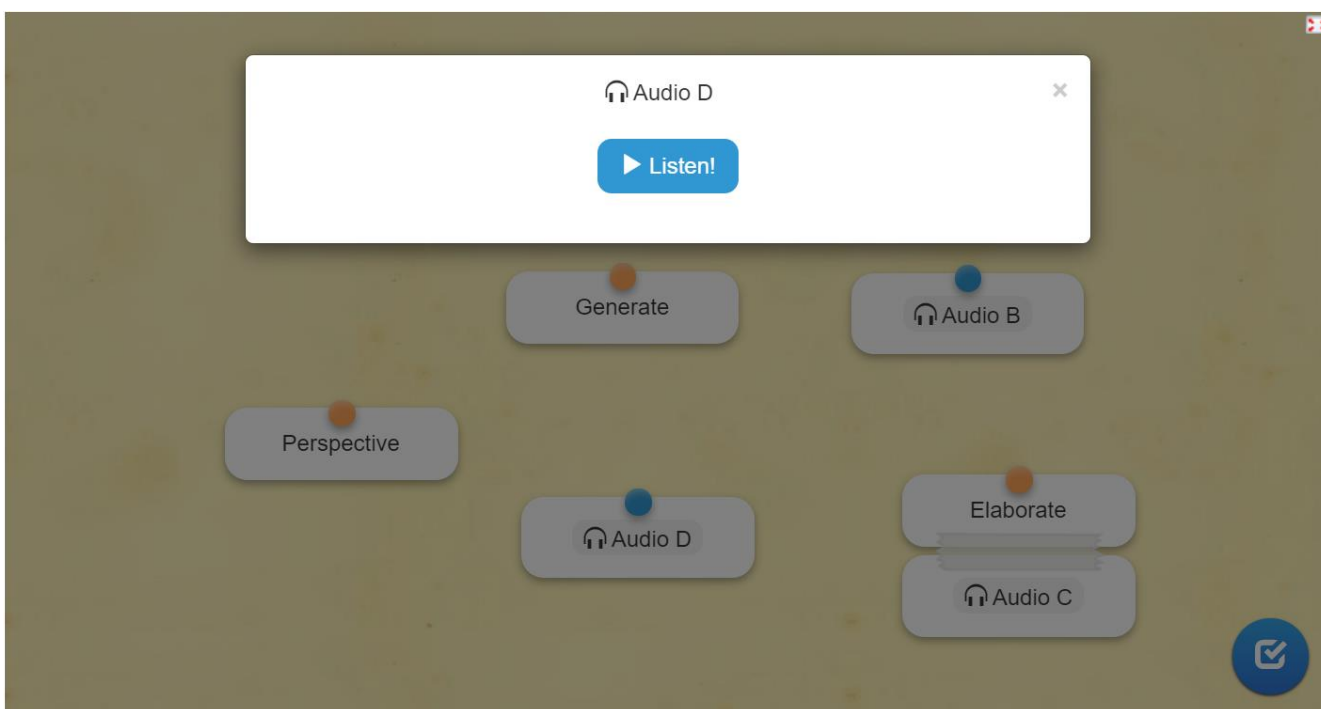 Audio D
Listen!
Generate
Audio B
Perspective
Audio D
Elaborate
Audio C